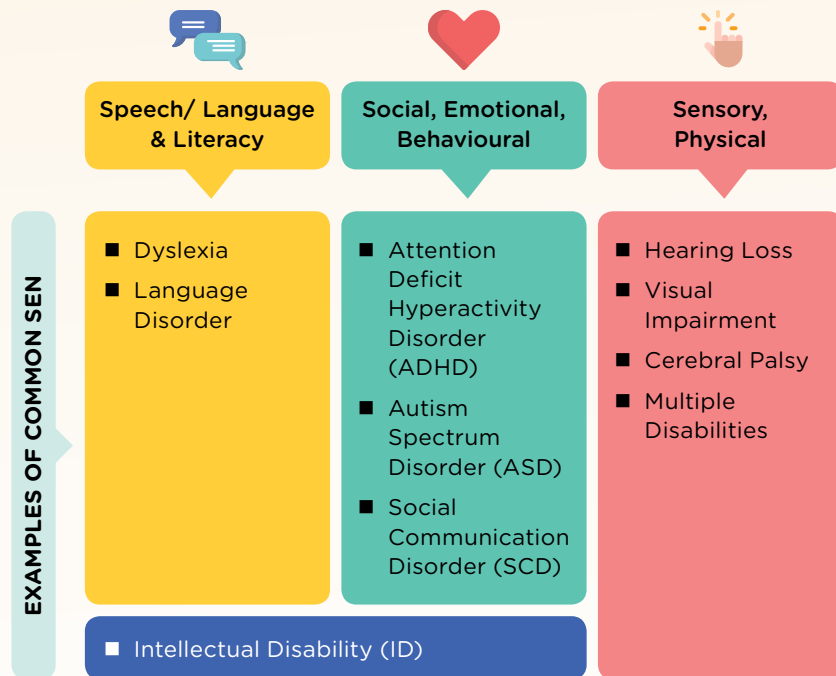 Speech/ Language
& Literacy
Social, Emotional,
Behavioural
Sensory,
Physical
EXAMPLES OF COMMON SEN
■ Dyslexia
■ Language
Disorder
■ Attention
Deficit
Hyperactivity
Disorder
(ADHD)
■ Autism
Spectrum
Disorder (ASD)
■ Social
Communication
Disorder (SCD)
■ Hearing Loss
■ Visual
Impairment
■ Cerebral Palsy
■ Multiple
Disabilities
■ Intellectual Disability (ID)